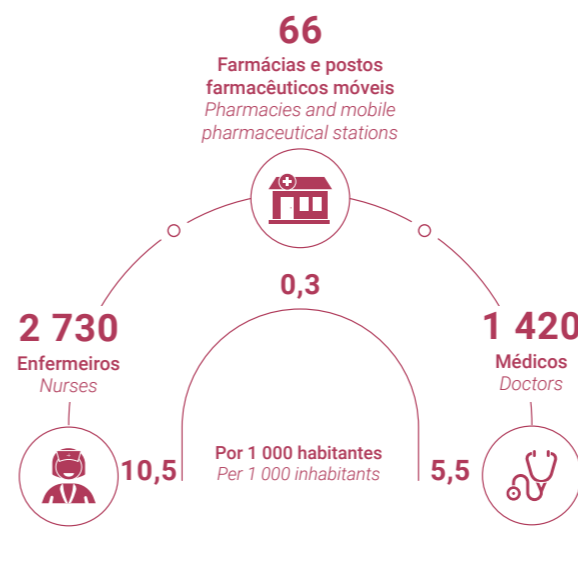 66
Farmácias e postos
farmacêuticos móveis
Pharmacies and mobile
pharmaceutical stations
0,3
2 730
Enfermeiros
Nurses
1 420
Médicos
Doctors
10,5
Por 1 000 habitantes
Per 1 000 inhabitants
5,5